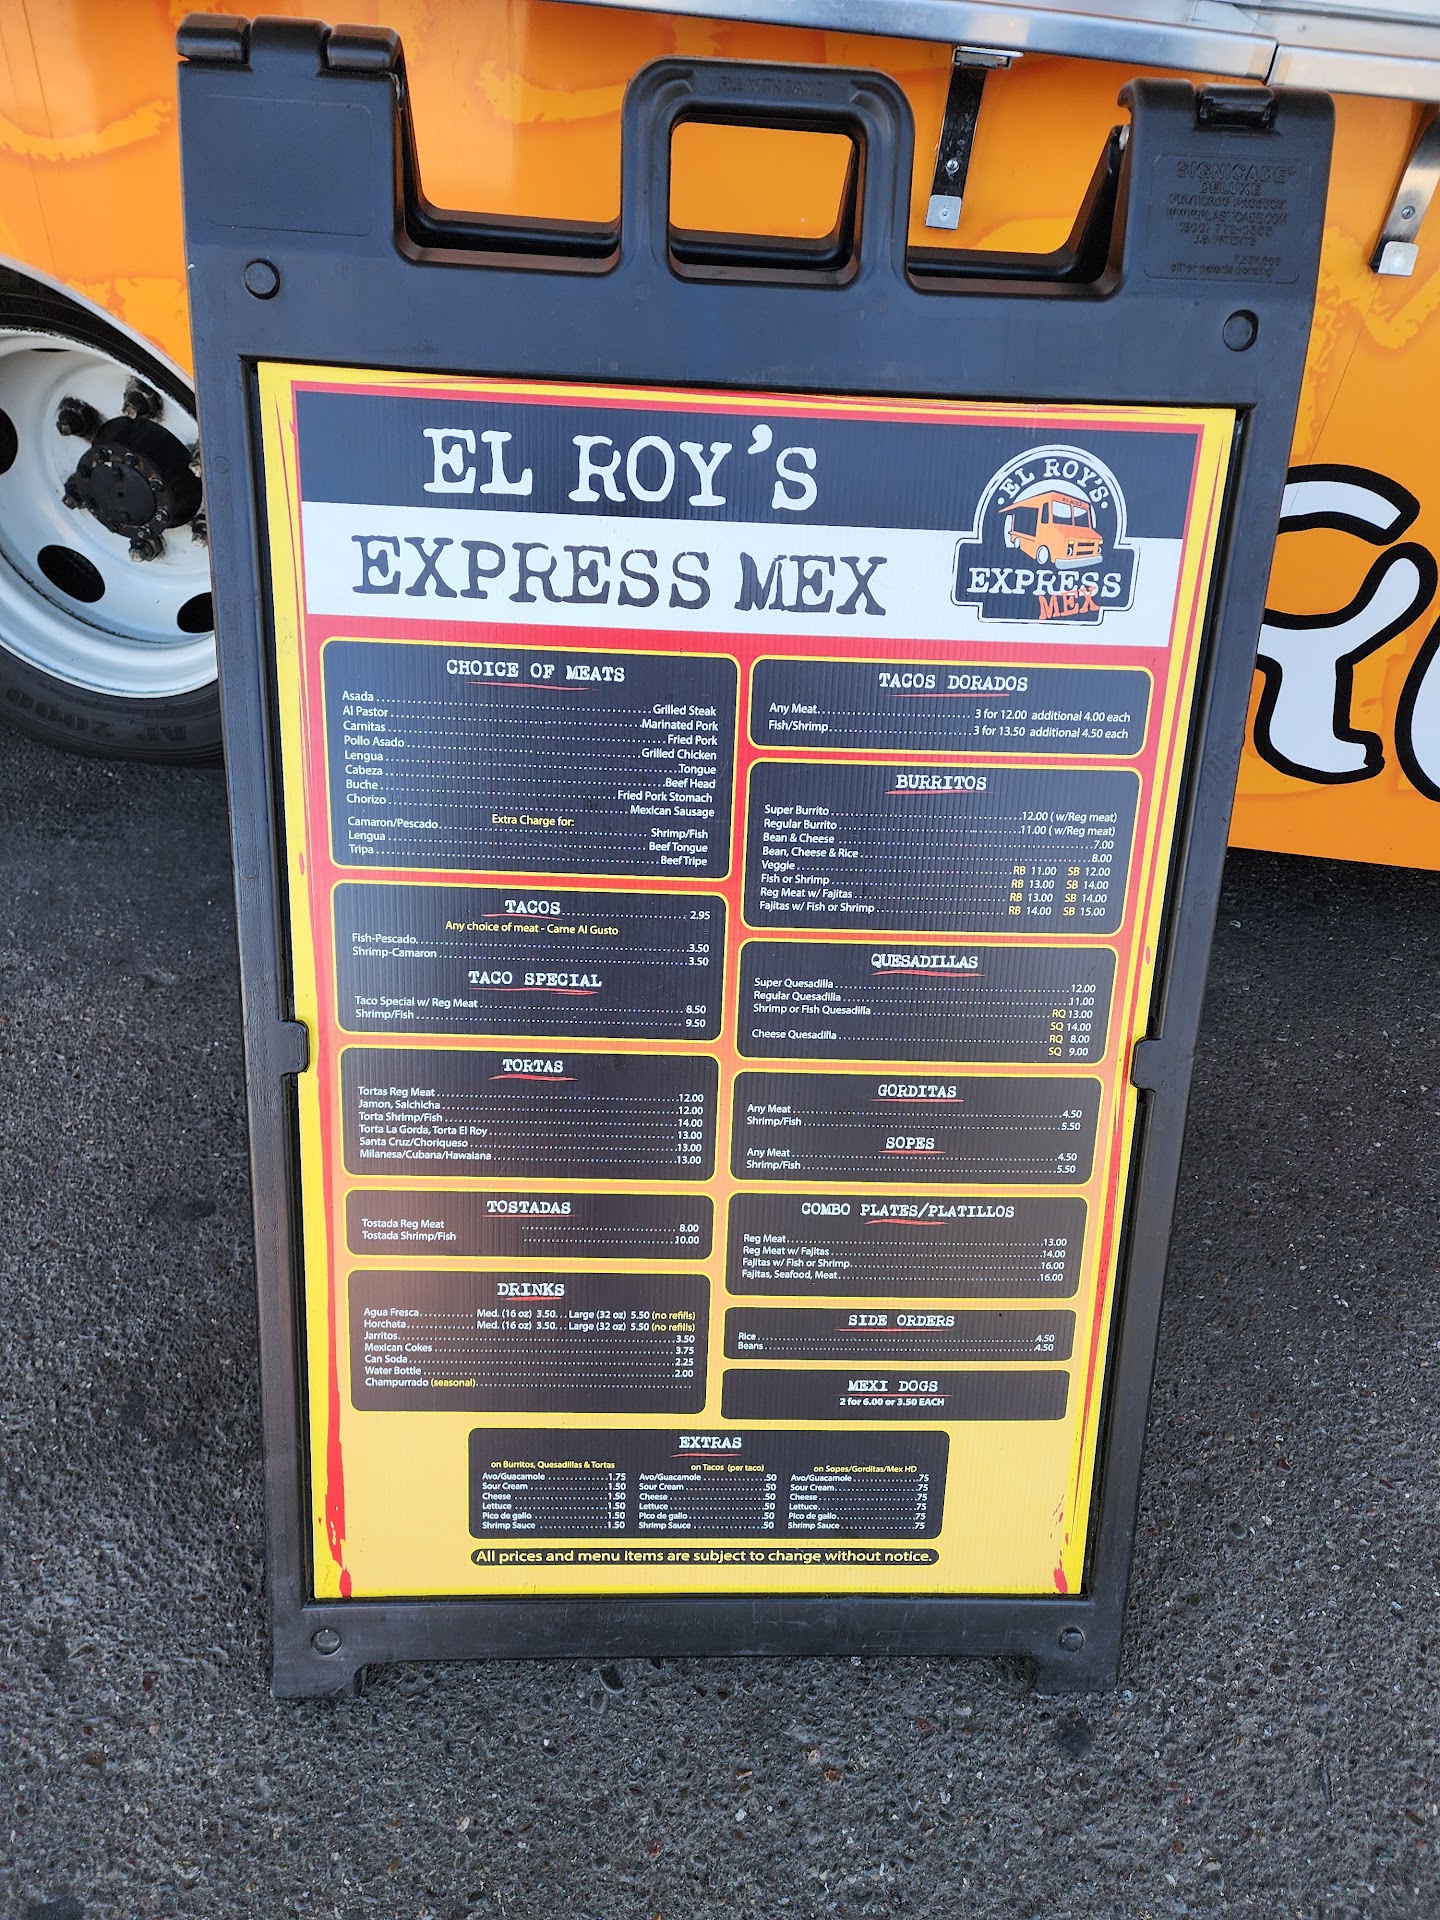 SIGNICADE®
DELUXE
EL ROY'S
EXPRESS MEX
EL ROY'S
EXPRESS
MEX
CHOICE OF MEATS
Asada Grilled Steak
Al Pastor Marinated Pork
Carnitas Fried Pork
Pollo Asado Grilled Chicken
Lengua Tongue
Cabeza Beef Head
Buche Fried Pork Stomach
Chorizo Mexican Sausage
Extra Charge for:
Camaron/Pescado Shrimp/Fish
Lengua Beef Tongue
Tripa Beef Tripe
TACOS 2.95
Any choice of meat - Carne Al Gusto
Fish-Pescado 3.50
Shrimp-Camaron 3.50
TACO SPECIAL
Taco Special w/ Reg Meat 8.50
Shrimp/Fish 9.50
TORTAS
Tortas Reg Meat 12.00
Jamon, Salchicha 12.00
Torta Shrimp/Fish 14.00
Torta La Gorda, Torta El Roy 13.00
Santa Cruz/Choriqueso 13.00
Milanesa/Cubana/Hawaiana 13.00
TOSTADAS
Tostada Reg Meat 8.00
Tostada Shrimp/Fish 10.00
DRINKS
Agua Fresca Med. (16 oz) 3.50... Large (32 oz) 5.50 (no refills)
Horchata Med. (16 oz) 3.50... Large (32 oz) 5.50 (no refills)
Jarritos 3.50
Mexican Cokes 3.75
Can Soda 2.25
Water Bottle 2.00
Champurrado (seasonal)
TACOS DORADOS
Any Meat 3 for 12.00 additional 4.00 each
Fish/Shrimp 3 for 13.50 additional 4.50 each
BURRITOS
Super Burrito 12.00 ( w/Reg meat)
Regular Burrito 11.00 ( w/Reg meat)
Bean & Cheese 7.00
Bean, Cheese & Rice 8.00
Veggie RB 11.00 SB 12.00
Fish or Shrimp RB 13.00 SB 14.00
Reg Meat w/ Fajitas RB 13.00 SB 14.00
Fajitas w/ Fish or Shrimp RB 14.00 SB 15.00
QUESADILLAS
Super Quesadilla 12.00
Regular Quesadilla 11.00
Shrimp or Fish Quesadilla RQ 13.00
SQ 14.00
Cheese Quesadilla RQ 8.00
SQ 9.00
GORDITAS
Any Meat 4.50
Shrimp/Fish 5.50
SOPES
Any Meat 4.50
Shrimp/Fish 5.50
COMBO PLATES/PLATILLOS
Reg Meat 13.00
Reg Meat w/ Fajitas 14.00
Fajitas w/ Fish or Shrimp 16.00
Fajitas, Seafood, Meat 16.00
SIDE ORDERS
Rice 4.50
Beans 4.50
MEXI DOGS
2 for 6.00 or 3.50 EACH
EXTRAS
on Burritos, Quesadillas & Tortas
Avo/Guacamole 1.75
Sour Cream 1.50
Cheese 1.50
Lettuce 1.50
Pico de gallo 1.50
Shrimp Sauce 1.50
on Tacos (per taco)
Avo/Guacamole .50
Sour Cream .50
Cheese .50
Lettuce .50
Pico de gallo .50
Shrimp Sauce .50
on Sopes/Gorditas/Mex HD
Avo/Guacamole .75
Sour Cream .75
Cheese .75
Lettuce .75
Pico de gallo .75
Shrimp Sauce .75
All prices and menu items are subject to change without notice.